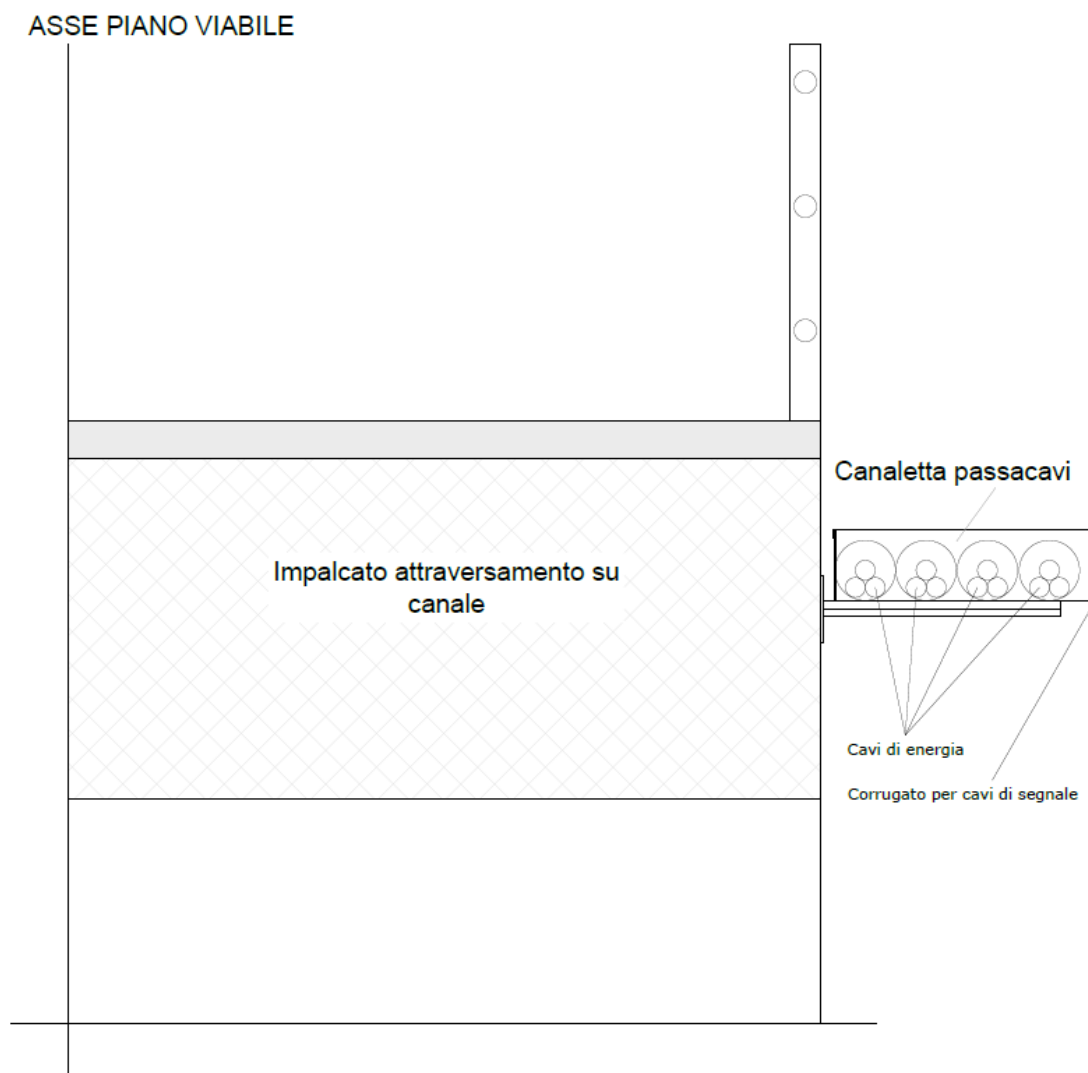 ASSE PIANO VIABILE
Canaletta passacavi
Impalcato attraversamento su
canale
Cavi di energia
Corrugato per cavi di segnale